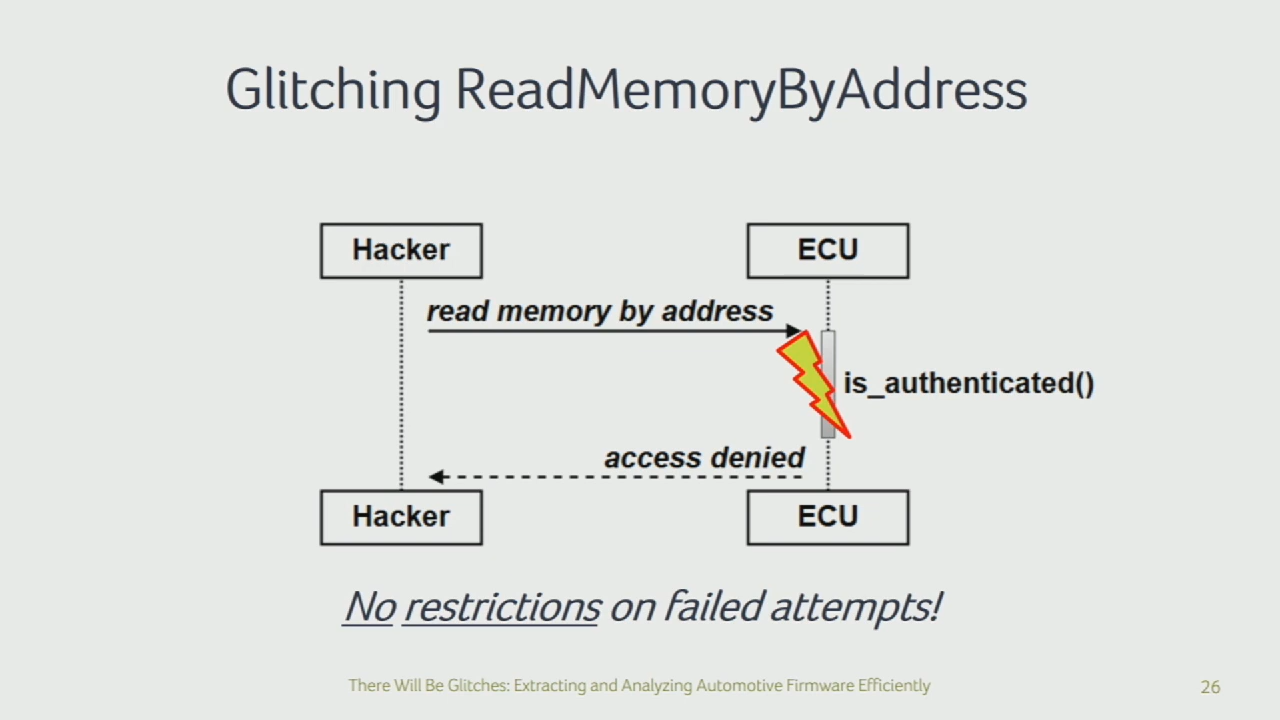 Glitching ReadMemoryByAddress
Hacker
ECU
read memory by address
is_authenticated()
access denied
Hacker
ECU
No restrictions on failed attempts!
There Will Be Glitches: Extracting and Analyzing Automotive Firmware Efficiently
26